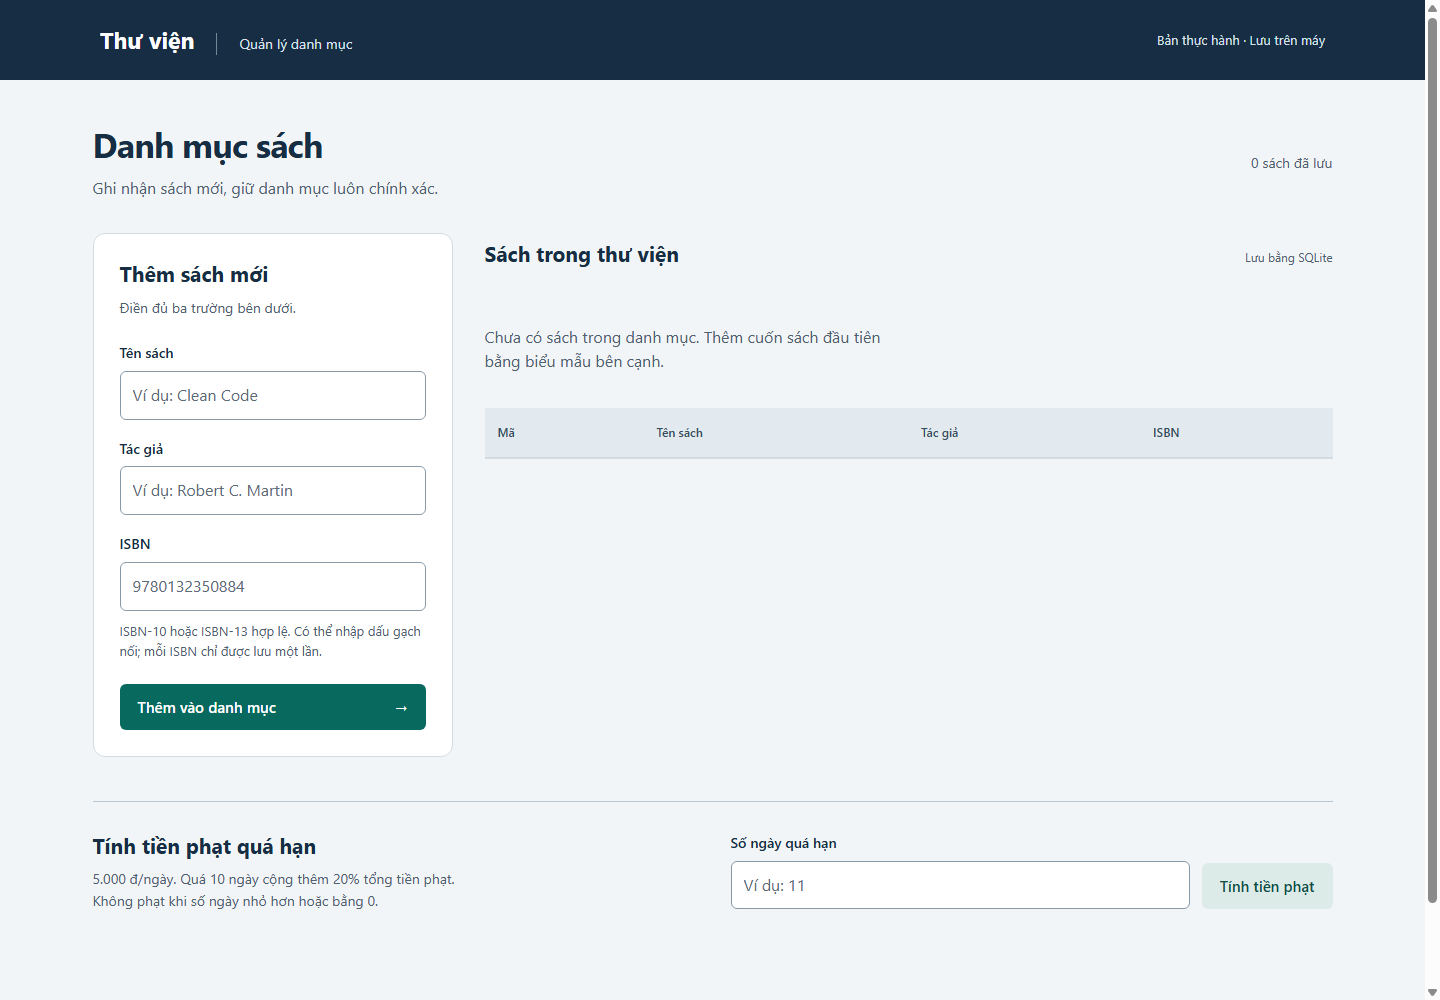 Thư viện
Quản lý danh mục
Bản thực hành · Lưu trên máy
Danh mục sách
Ghi nhận sách mới, giữ danh mục luôn chính xác.
0 sách đã lưu
Thêm sách mới
Điền đủ ba trường bên dưới.
Tên sách
Ví dụ: Clean Code
Tác giả
Ví dụ: Robert C. Martin
ISBN
9780132350884
ISBN-10 hoặc ISBN-13 hợp lệ. Có thể nhập dấu gạch
nối; mỗi ISBN chỉ được lưu một lần.
Thêm vào danh mục →
Sách trong thư viện
Lưu bằng SQLite
Chưa có sách trong danh mục. Thêm cuốn sách đầu tiên
bằng biểu mẫu bên cạnh.
Mã Tên sách Tác giả ISBN
Tính tiền phạt quá hạn
5.000 đ/ngày. Quá 10 ngày cộng thêm 20% tổng tiền phạt.
Không phạt khi số ngày nhỏ hơn hoặc bằng 0.
Số ngày quá hạn
Ví dụ: 11
Tính tiền phạt